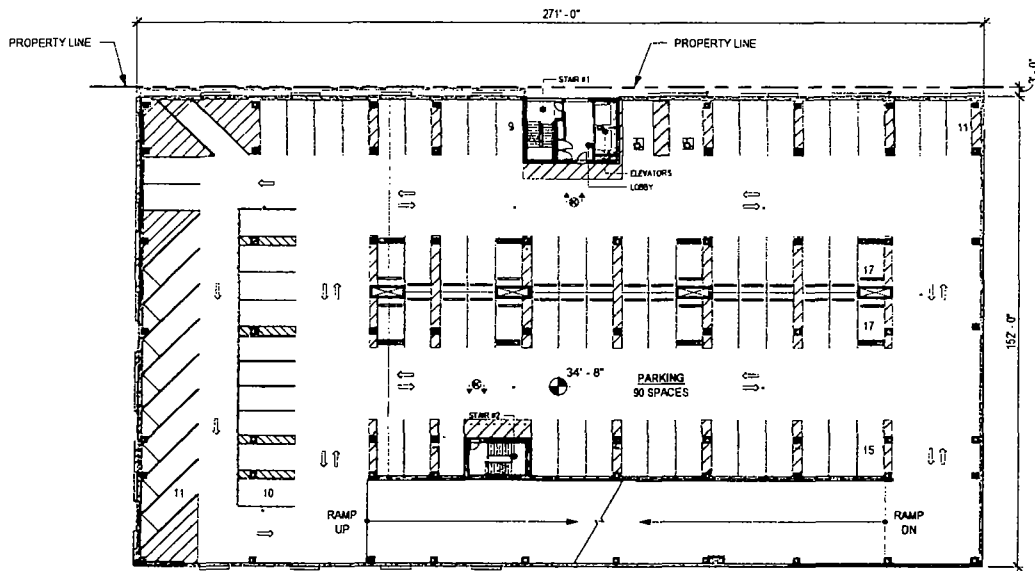 271' - 0"
PROPERTY LINE
PROPERTY LINE
STAIR #1
9
11
ELEVATORS
LOBBY
17
17
152' - 0"
34' - 8"
PARKING
90 SPACES
STAIR #2
15
11
10
RAMP
UP
RAMP
DN